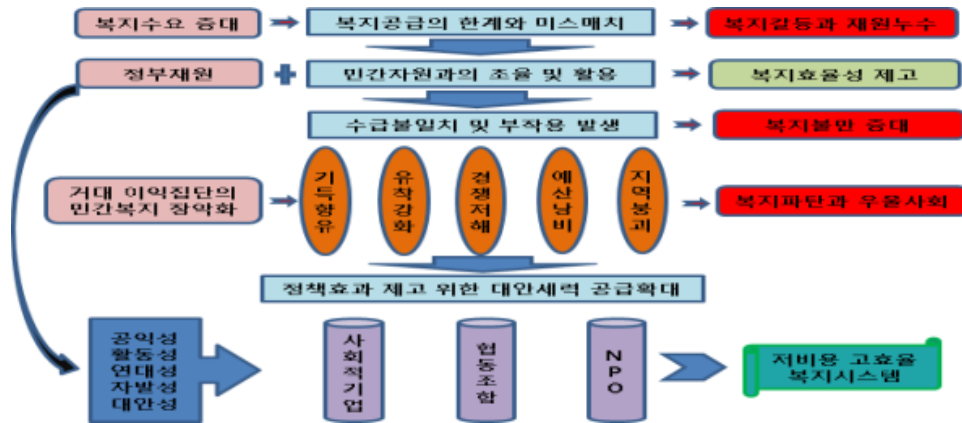 복지수요 증대
복지공급의 한계와 미스매치
복지갈등과 재원누수
정부재원
민간자원과의 조율 및 활용
복지효율성 제고
수급불일치 및 부작용 발생
복지불만 증대
거대 이익집단의
민간복지 장악화
기득향유
유착강화
경쟁저해
예산낭비
지역붕괴
복지파탄과 우울사회
정책효과 제고 위한 대안세력 공급확대
공익성
활동성
연대성
자발성
대안성
사회적기업
협동조합
NPO
저비용 고효율
복지시스템